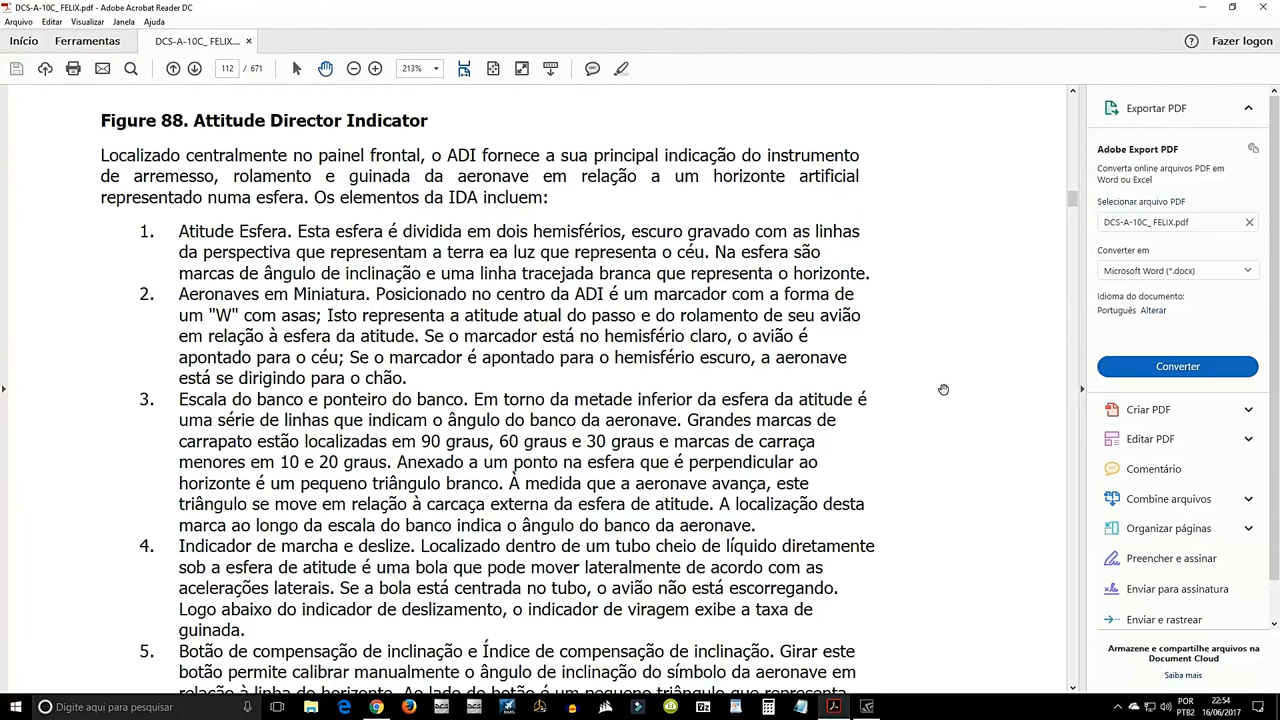 DCS-A-10C_ FELIX.pdf - Adobe Acrobat Reader DC
Arquivo Editar Visualizar Janela Ajuda
Início Ferramentas DCS-A-10C_ FELIX.... × Fazer logon
112 / 671 213%
Figure 88. Attitude Director Indicator
Localizado centralmente no painel frontal, o ADI fornece a sua principal indicação do instrumento
de arremesso, rolamento e guinada da aeronave em relação a um horizonte artificial
representado numa esfera. Os elementos da IDA incluem:
1. Atitude Esfera. Esta esfera é dividida em dois hemisférios, escuro gravado com as linhas
da perspectiva que representam a terra ea luz que representa o céu. Na esfera são
marcas de ângulo de inclinação e uma linha tracejada branca que representa o horizonte.
2. Aeronaves em Miniatura. Posicionado no centro da ADI é um marcador com a forma de
um "W" com asas; Isto representa a atitude atual do passo e do rolamento de seu avião
em relação à esfera da atitude. Se o marcador está no hemisfério claro, o avião é
apontado para o céu; Se o marcador é apontado para o hemisfério escuro, a aeronave
está se dirigindo para o chão.
3. Escala do banco e ponteiro do banco. Em torno da metade inferior da esfera da atitude é
uma série de linhas que indicam o ângulo do banco da aeronave. Grandes marcas de
carrapato estão localizadas em 90 graus, 60 graus e 30 graus e marcas de carraça
menores em 10 e 20 graus. Anexado a um ponto na esfera que é perpendicular ao
horizonte é um pequeno triângulo branco. À medida que a aeronave avança, este
triângulo se move em relação à carcaça externa da esfera de atitude. A localização desta
marca ao longo da escala do banco indica o ângulo do banco da aeronave.
4. Indicador de marcha e deslize. Localizado dentro de um tubo cheio de líquido diretamente
sob a esfera de atitude é uma bola que pode mover lateralmente de acordo com as
acelerações laterais. Se a bola está centrada no tubo, o avião não está escorregando.
Logo abaixo do indicador de deslizamento, o indicador de viragem exibe a taxa de
guinada.
5. Botão de compensação de inclinação e Índice de compensação de inclinação. Girar este
botão permite calibrar manualmente o ângulo de inclinação do símbolo da aeronave em
relação à linha do horizonte. Ao lado do botão é um pequeno triângulo que representa
Exportar PDF
Adobe Export PDF
Converta online arquivos PDF em
Word ou Excel
Selecionar arquivo PDF
DCS-A-10C_ FELIX.pdf
Converter em
Microsoft Word (*.docx)
Idioma do documento:
Português Alterar
Converter
Criar PDF
Editar PDF
Comentário
Combine arquivos
Organizar páginas
Preencher e assinar
Enviar para assinatura
Enviar e rastrear
Armazene e compartilhe arquivos na
Document Cloud
Saiba mais
Digite aqui para pesquisar
POR
PTB2
22:54
16/06/2017